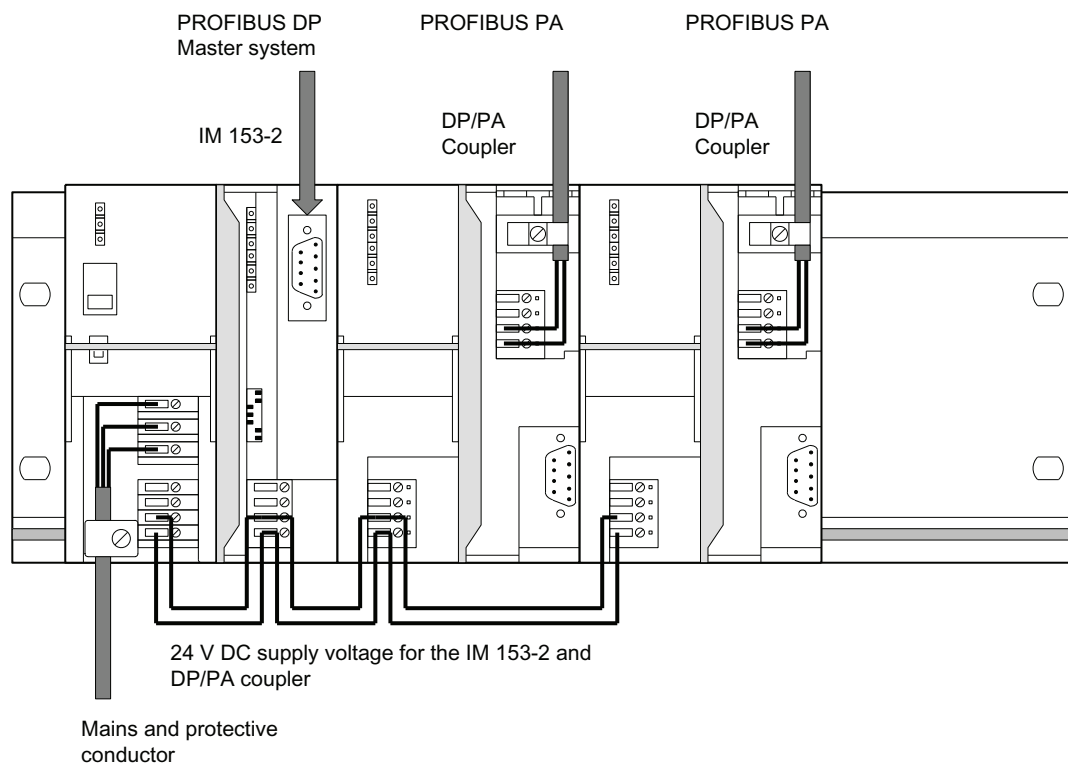 PROFIBUS DP
Master system
PROFIBUS PA
PROFIBUS PA
IM 153-2
DP/PA
Coupler
DP/PA
Coupler
24 V DC supply voltage for the IM 153-2 and
DP/PA coupler
Mains and protective
conductor